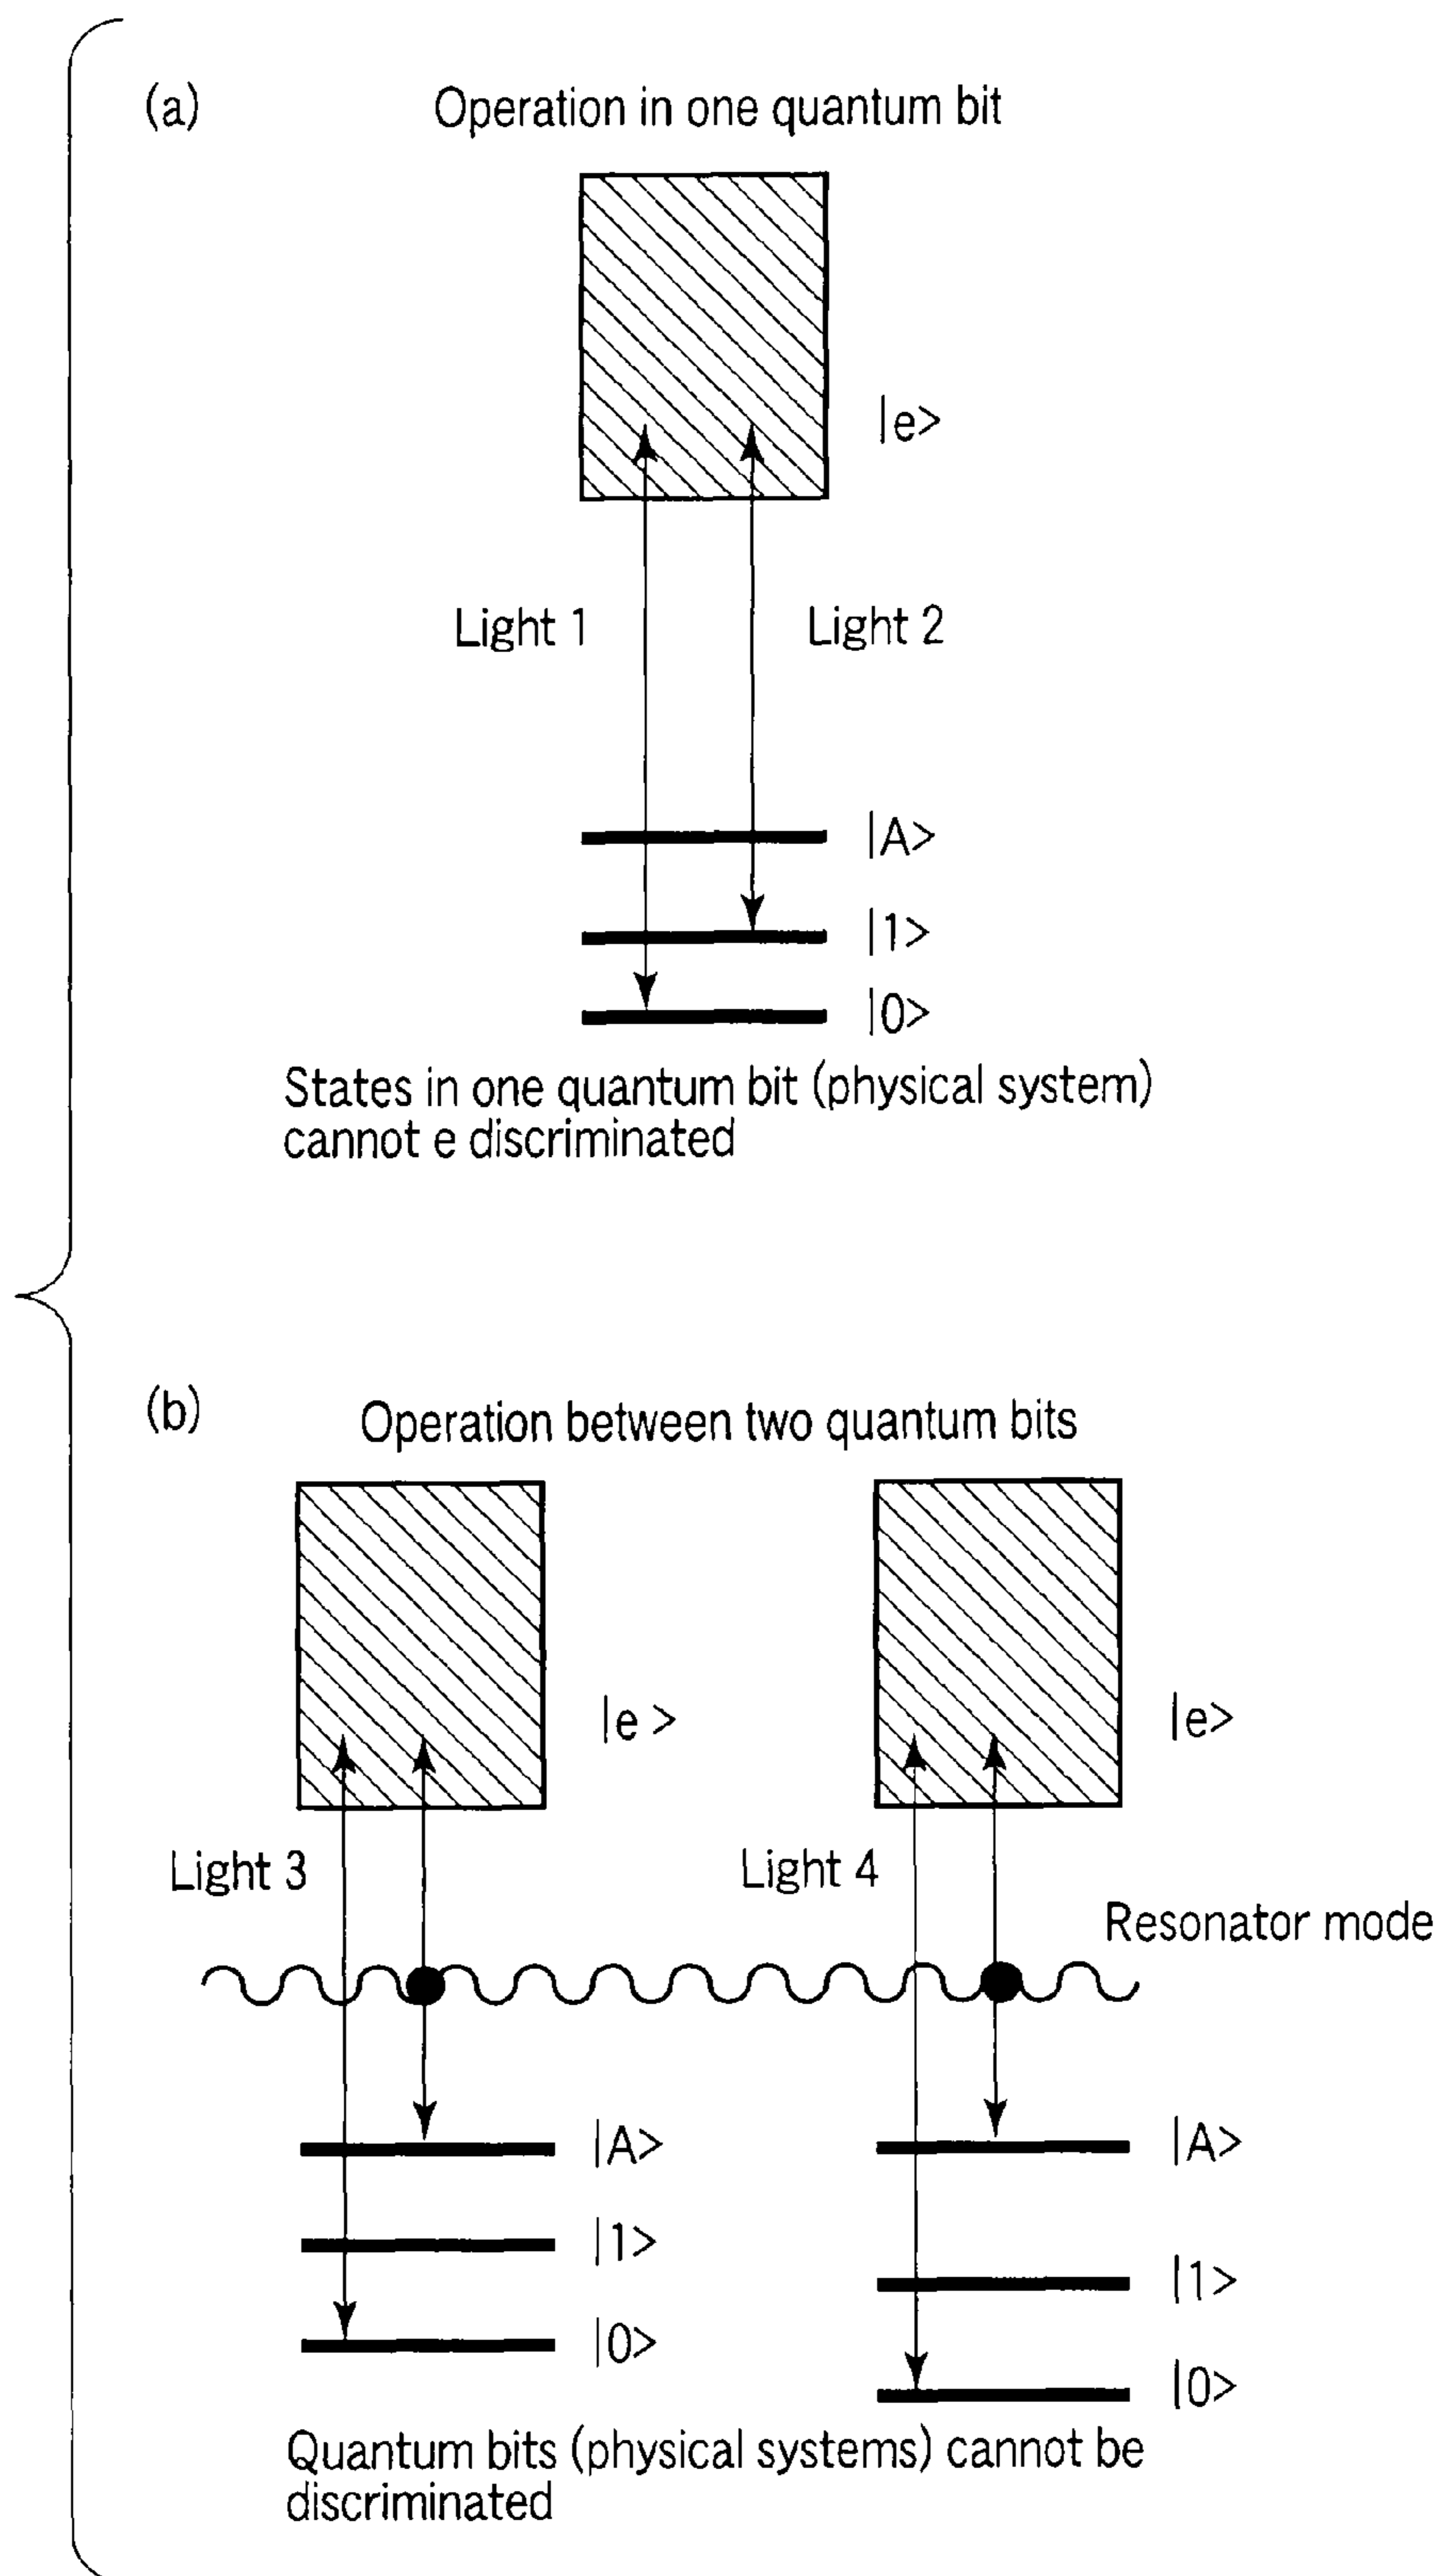 (a)
Operation in one quantum bit
|e>
Light 1
Light 2
|A>
|1>
|0>
States in one quantum bit (physical system)
cannot e discriminated
(b)
Operation between two quantum bits
|e >
|e>
Light 3
Light 4
Resonator mode
|A>
|A>
|1>
|1>
|0>
|0>
Quantum bits (physical systems) cannot be
discriminated